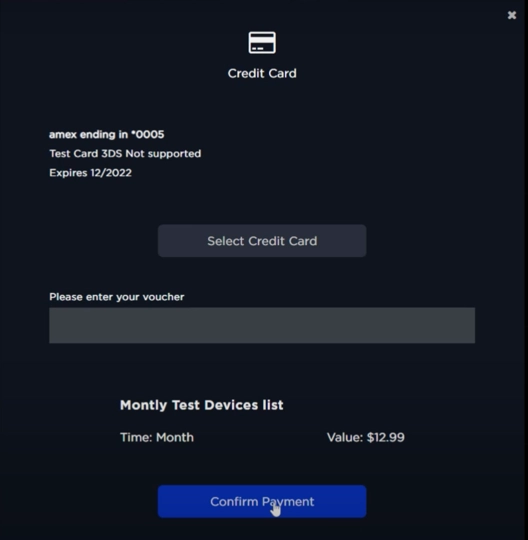 Credit Card
amex ending in *0005
Test Card 3DS Not supported
Expires 12/2022
Select Credit Card
Please enter your voucher
Montly Test Devices list
Time: Month Value: $12.99
Confirm Payment